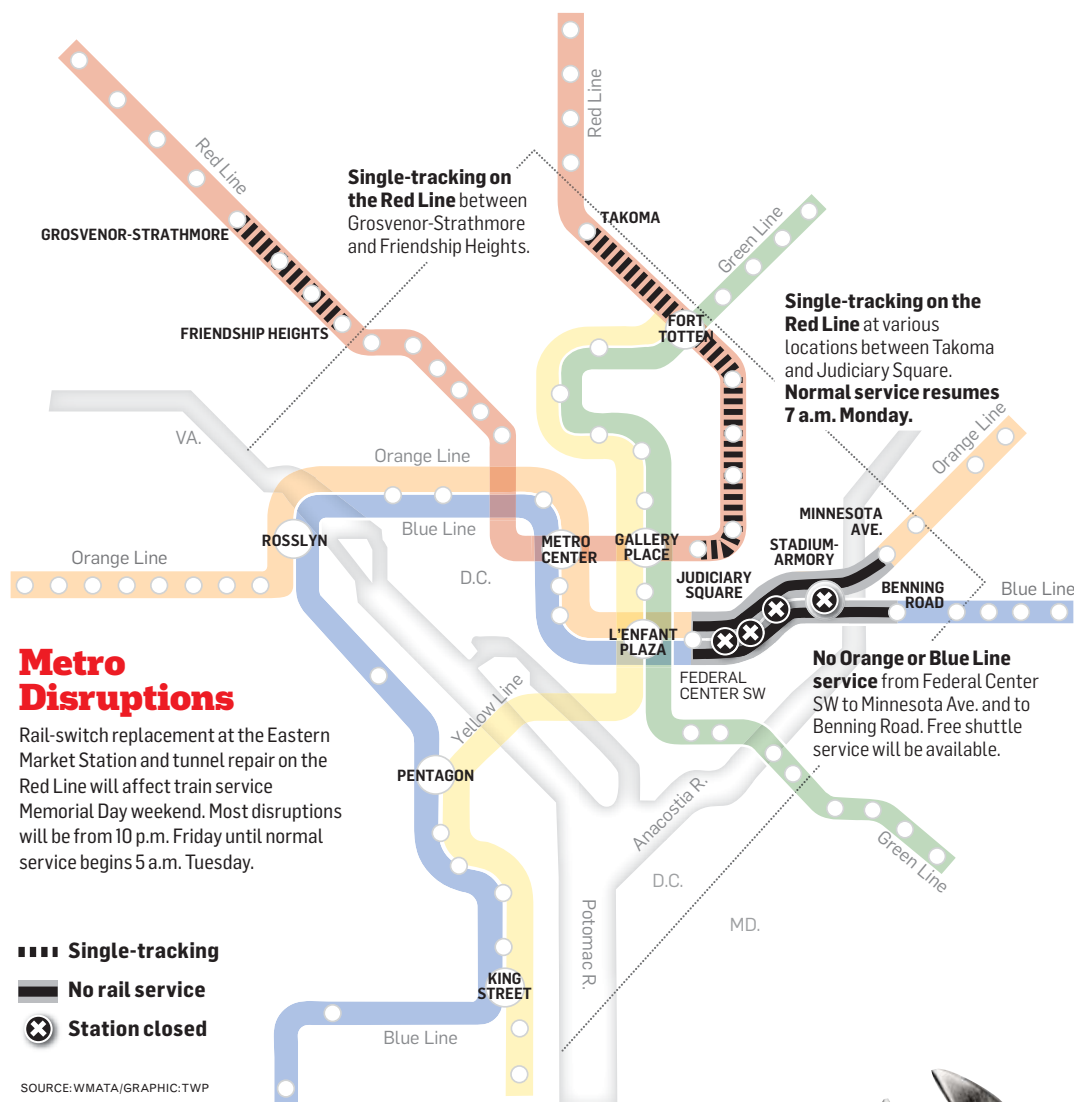 Red Line
Red Line
Single-tracking on
the Red Line between
Grosvenor-Strathmore
and Friendship Heights.
TAKOMA
GROSVENOR-STRATHMORE
Green Line
Single-tracking on the
Red Line at various
locations between Takoma
and Judiciary Square.
Normal service resumes
7 a.m. Monday.
FORT
TOTTEN
FRIENDSHIP HEIGHTS
VA.
Orange Line
Orange Line
Blue Line
MINNESOTA
AVE.
STADIUM-
ARMORY
ROSSLYN
METRO
CENTER
GALLERY
PLACE
Orange Line
D.C.
JUDICIARY
SQUARE
BENNING
ROAD
Blue Line
L'ENFANT
PLAZA
FEDERAL
CENTER SW
No Orange or Blue Line
service from Federal Center
SW to Minnesota Ave. and to
Benning Road. Free shuttle
service will be available.
Metro
Disruptions
Rail-switch replacement at the Eastern
Market Station and tunnel repair on the
Red Line will affect train service
Memorial Day weekend. Most disruptions
will be from 10 p.m. Friday until normal
service begins 5 a.m. Tuesday.
Yellow Line
PENTAGON
Anacostia R.
Green Line
D.C.
MD.
Potomac R.
KING
STREET
Blue Line
Single-tracking
No rail service
Station closed
SOURCE: WMATA/GRAPHIC: TWP